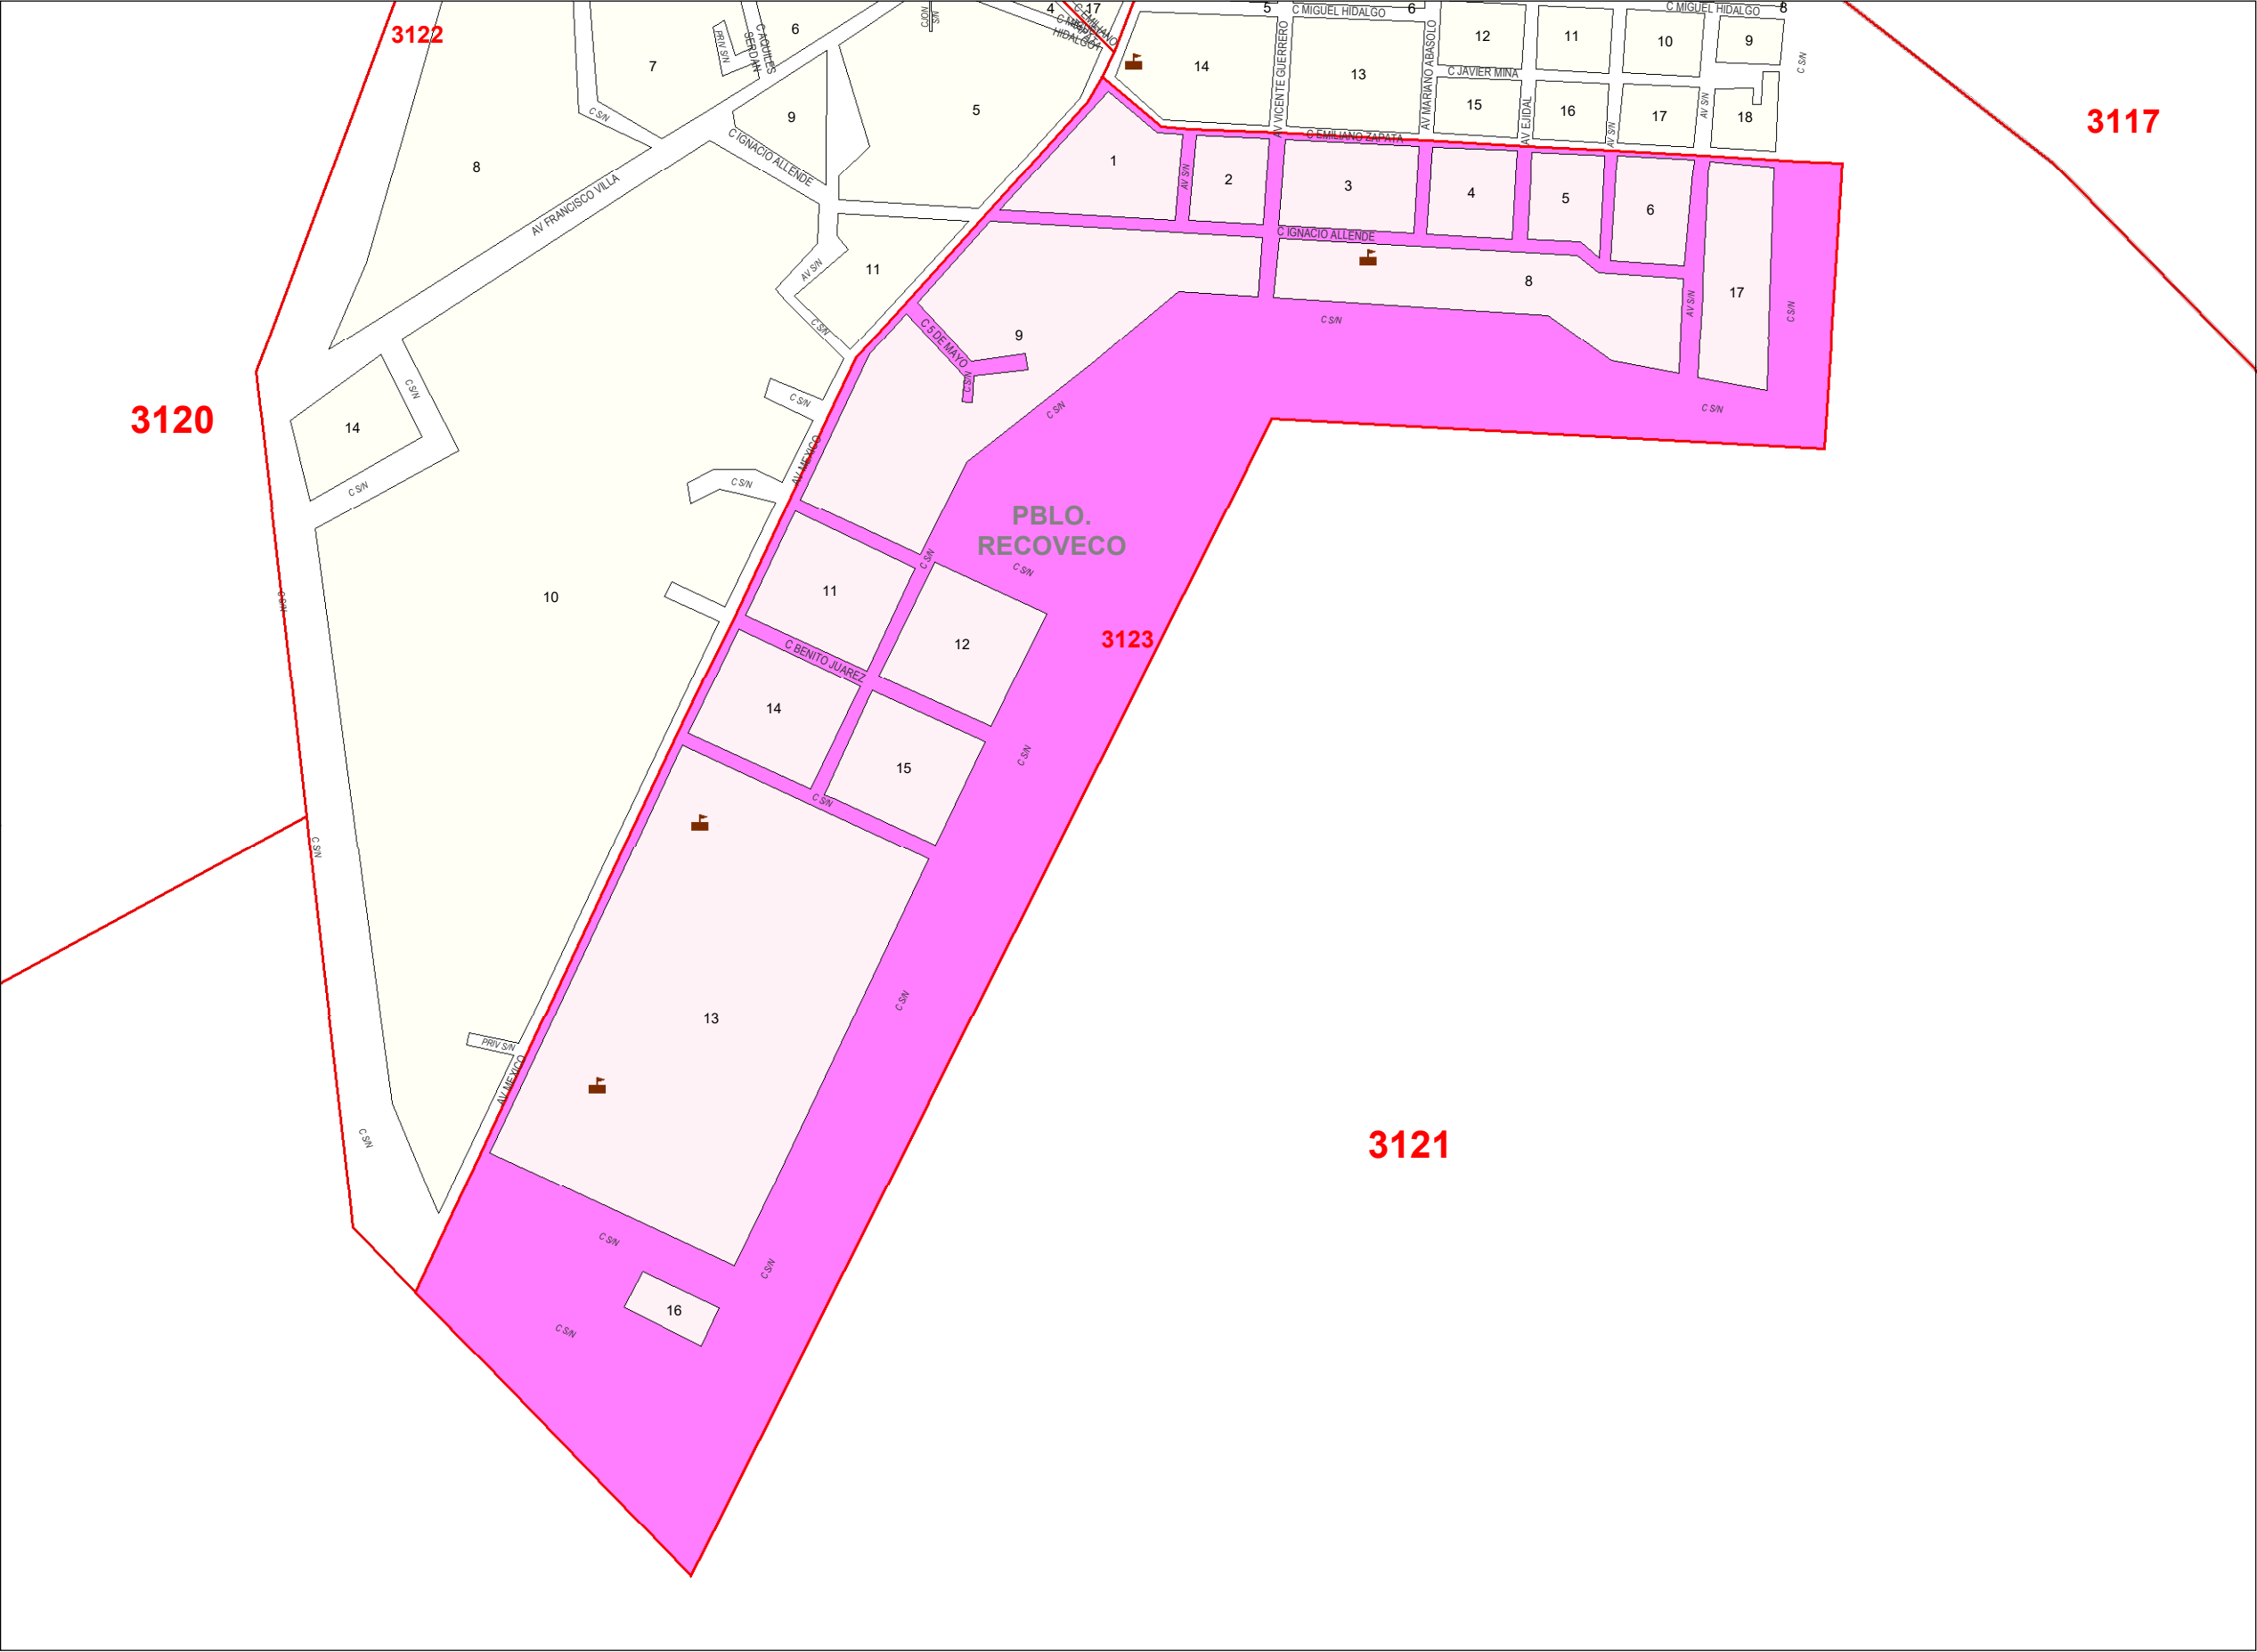 3122
3117
3120
3121
3123
PBLO.
RECOVECO
4
17
5
6
8
C MIGUEL HIDALGO
C MIGUEL HIDALGO
C EMILIANO
HIDALGO
CJON
S/N
PRIV S/N
C AQUILES
SERDAN
6
7
9
5
8
14
13
12
11
10
9
C S/N
C JAVIER MINA
15
16
17
18
AV VICENTE GUERRERO
AV MARIANO ABASOLO
AV EJIDAL
AV S/N
AV S/N
C S/N
C IGNACIO ALLENDE
AV FRANCISCO VILLA
C EMILIANO ZAPATA
1
AV S/N
2
3
4
5
6
C IGNACIO ALLENDE
8
17
AV S/N
C S/N
C S/N
C S/N
11
AV S/N
C S/N
9
C 5 DE MAYO
C S/N
C S/N
14
C S/N
C S/N
C S/N
AV MEXICO
C S/N
10
C S/N
C S/N
C S/N
11
12
C BENITO JUAREZ
14
15
C S/N
C S/N
C S/N
13
C S/N
PRIV S/N
AV MEXICO
C S/N
C S/N
C S/N
16
C S/N